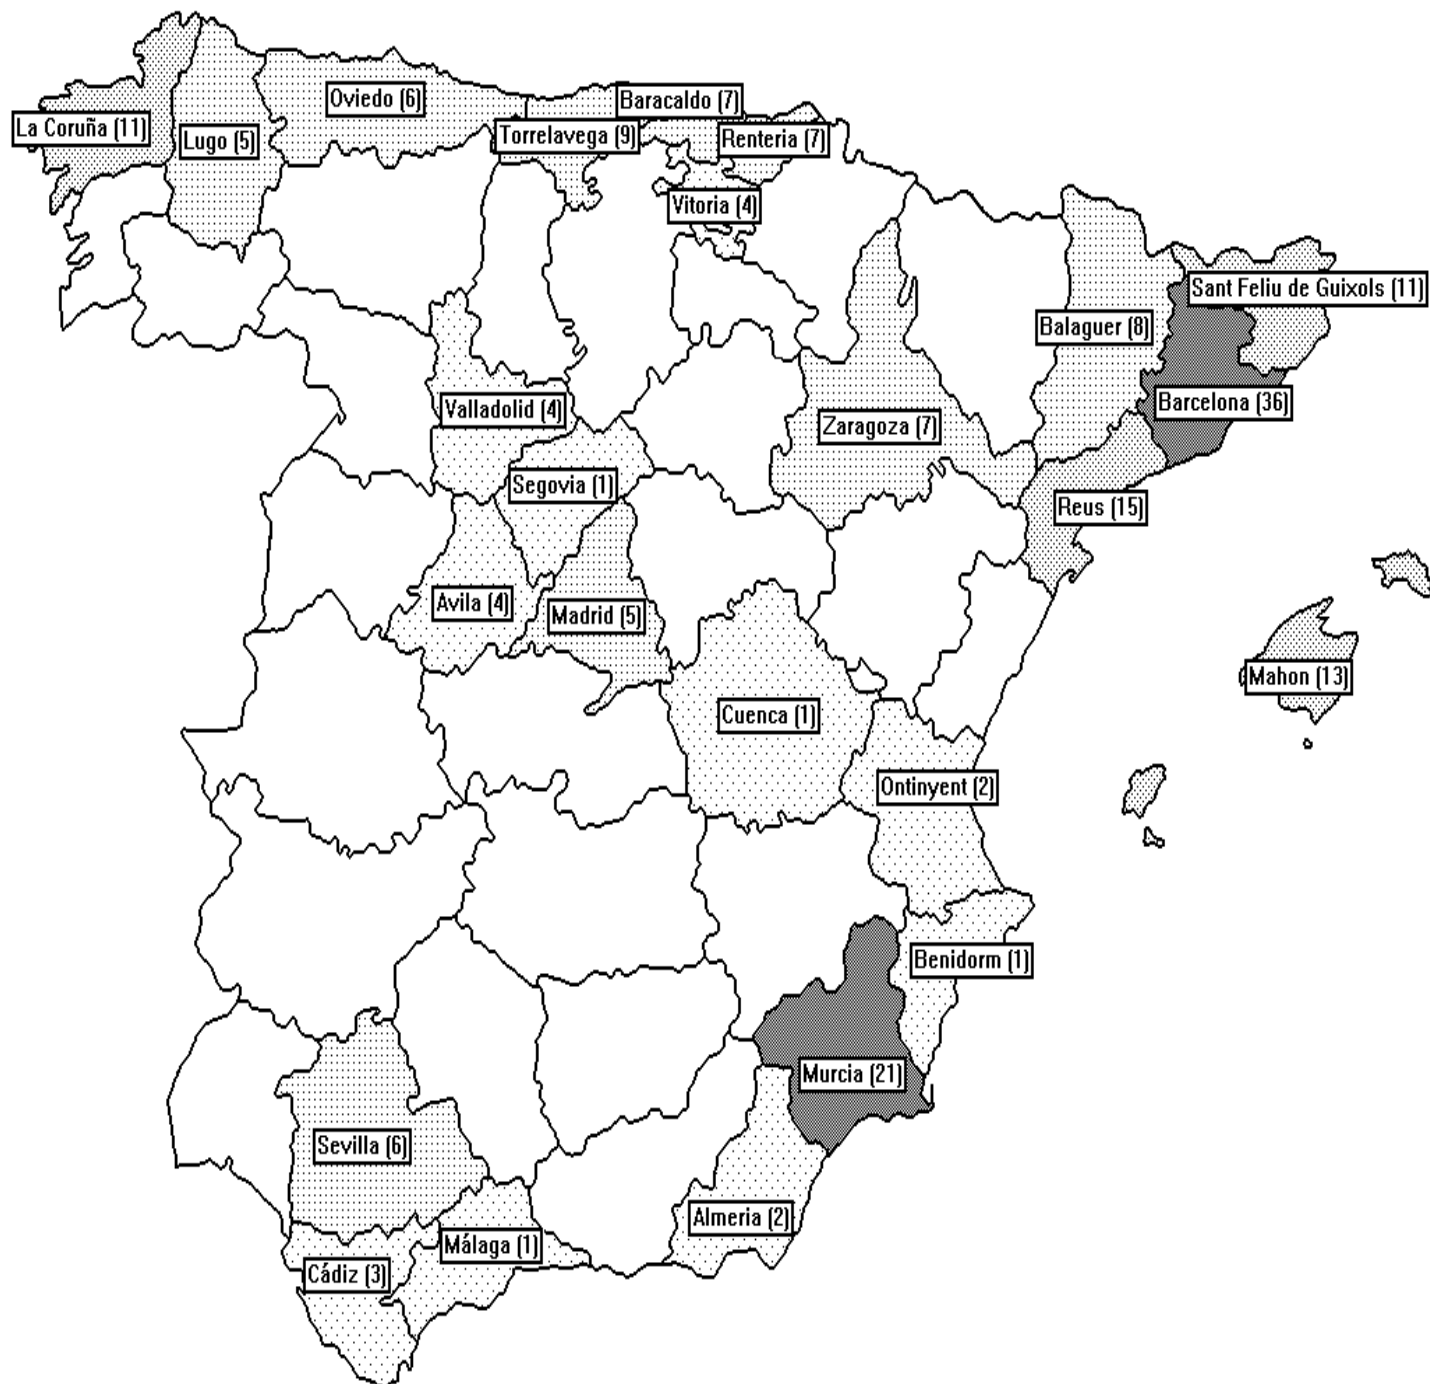 Oviedo (6)
Baracaldo (7)
La Coruña (11)
Lugo (5)
Torrelavega (9)
Renteria (7)
Vitoria (4)
Sant Feliu de Guixols (11)
Balaguer (8)
Barcelona (36)
Valladolid (4)
Zaragoza (7)
Segovia (1)
Reus (15)
Avila (4)
Madrid (5)
Mahon (13)
Cuenca (1)
Ontinyent (2)
Benidorm (1)
Murcia (21)
Sevilla (6)
Almeria (2)
Málaga (1)
Cádiz (3)